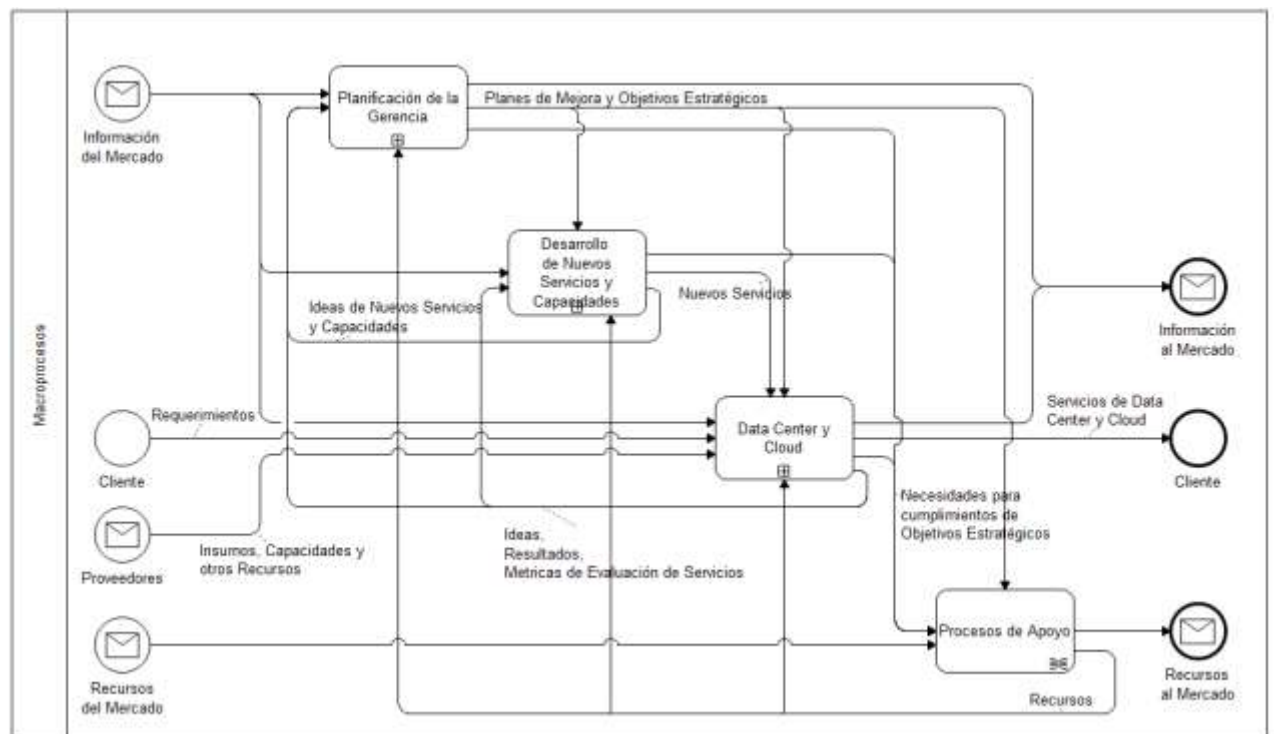 Macroprocesos
Información
del Mercado
Planificación de la
Gerencia
Planes de Mejora y Objetivos Estratégicos
Desarrollo
de Nuevos
Servicios y
Capacidades
Ideas de Nuevos Servicios
y Capacidades
Nuevos Servicios
Información
al Mercado
Requerimientos
Cliente
Data Center y
Cloud
Servicios de Data
Center y Cloud
Cliente
Proveedores
Insumos, Capacidades y
otros Recursos
Ideas,
Resultados,
Metricas de Evaluación de Servicios
Necesidades para
cumplimientos de
Objetivos Estratégicos
Procesos de Apoyo
Recursos
del Mercado
Recursos
Recursos
al Mercado